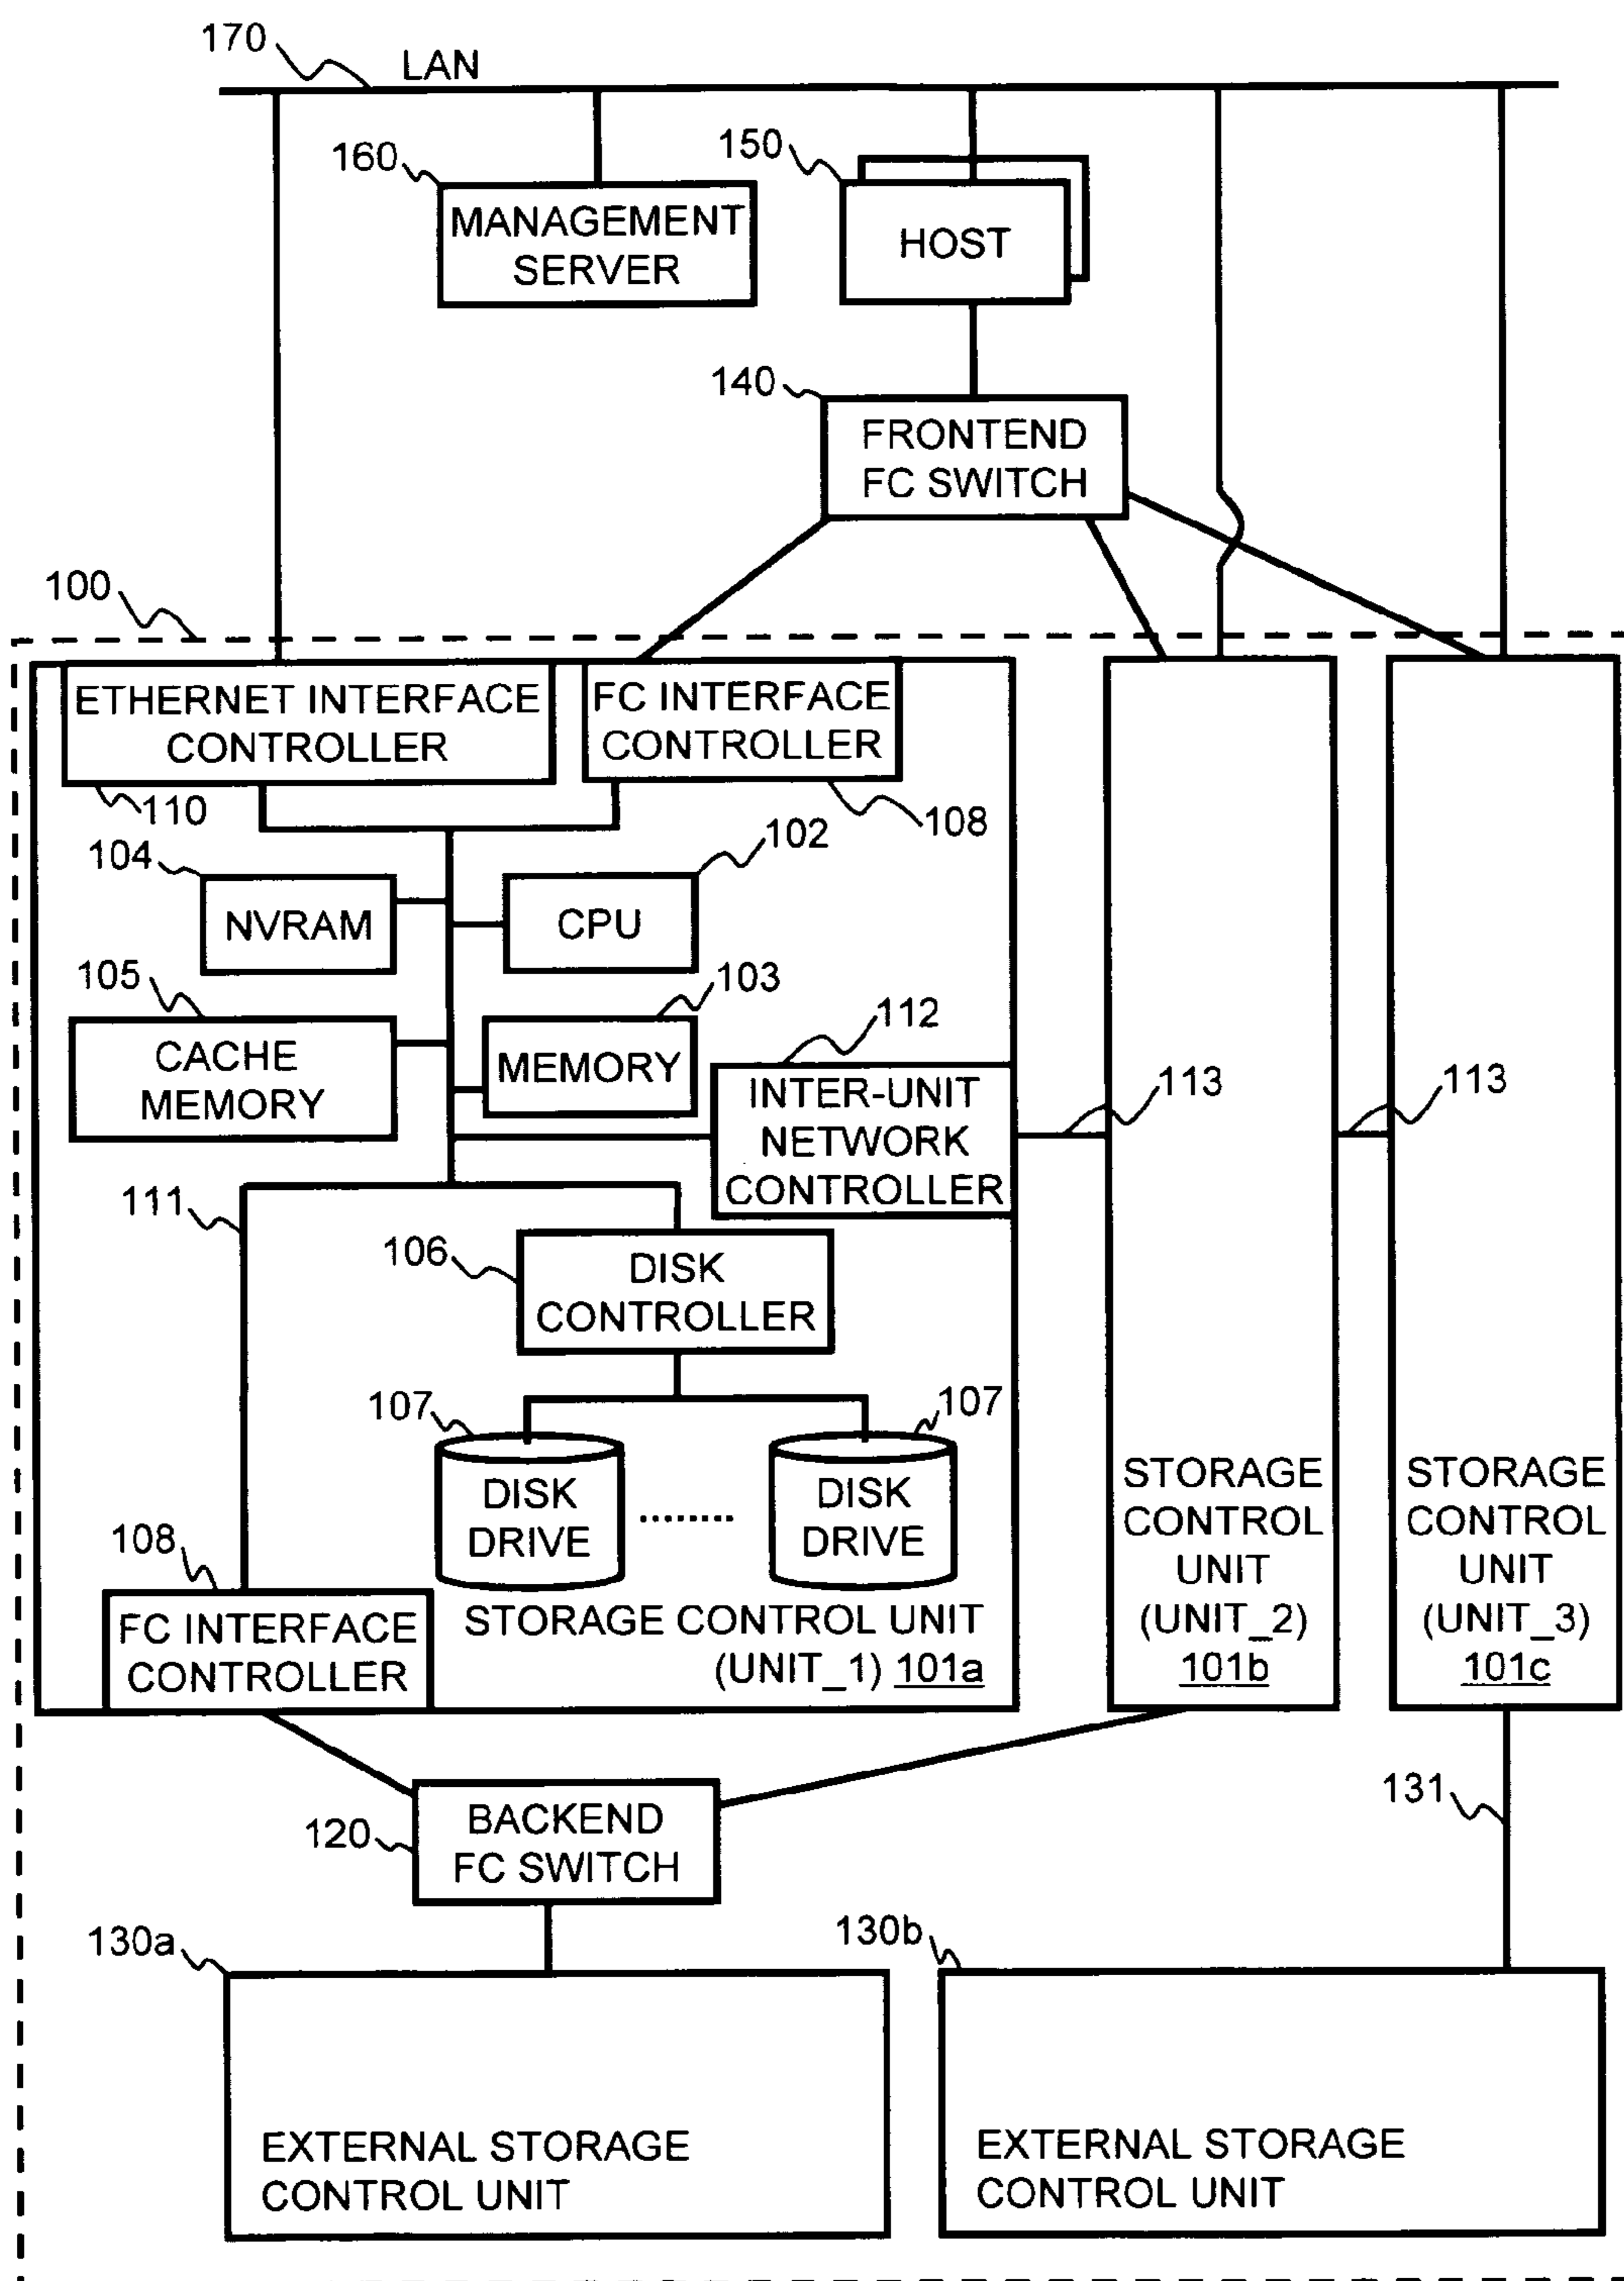 170
LAN
160
150
MANAGEMENT
SERVER
HOST
140
FRONTEND
FC SWITCH
100
ETHERNET INTERFACE
CONTROLLER
FC INTERFACE
CONTROLLER
110
108
104
102
NVRAM
CPU
105
103
CACHE
MEMORY
MEMORY
112
INTER-UNIT
NETWORK
CONTROLLER
113
113
111
106
DISK
CONTROLLER
107
107
DISK
DRIVE
........
DISK
DRIVE
108
FC INTERFACE
CONTROLLER
STORAGE CONTROL UNIT
(UNIT_1) 101a
STORAGE
CONTROL
UNIT
(UNIT_2)
101b
STORAGE
CONTROL
UNIT
(UNIT_3)
101c
120
BACKEND
FC SWITCH
131
130a
130b
EXTERNAL STORAGE
CONTROL UNIT
EXTERNAL STORAGE
CONTROL UNIT